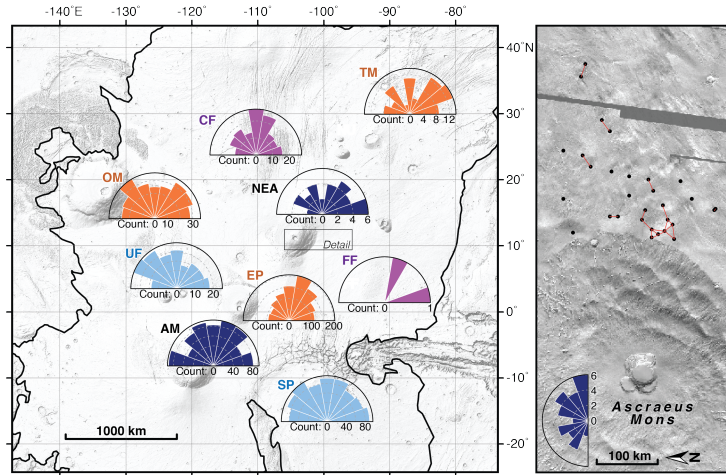 -140°E -120° -100° -80°
40°N
30°
20°
10°
0°
-10°
-20°
TM
Count: 0 4 8 12
CF
Count: 0 10 20
OM
Count: 0 10 30
NEA
Count: 0 2 4 6
Detail
UF
Count: 0 10 20
EP
Count: 0 100 200
FF
Count: 0 1
AM
Count: 0 40 80
SP
Count: 0 40 80
1000 km
6
4
2
0
Ascraeus
Mons
100 km
N